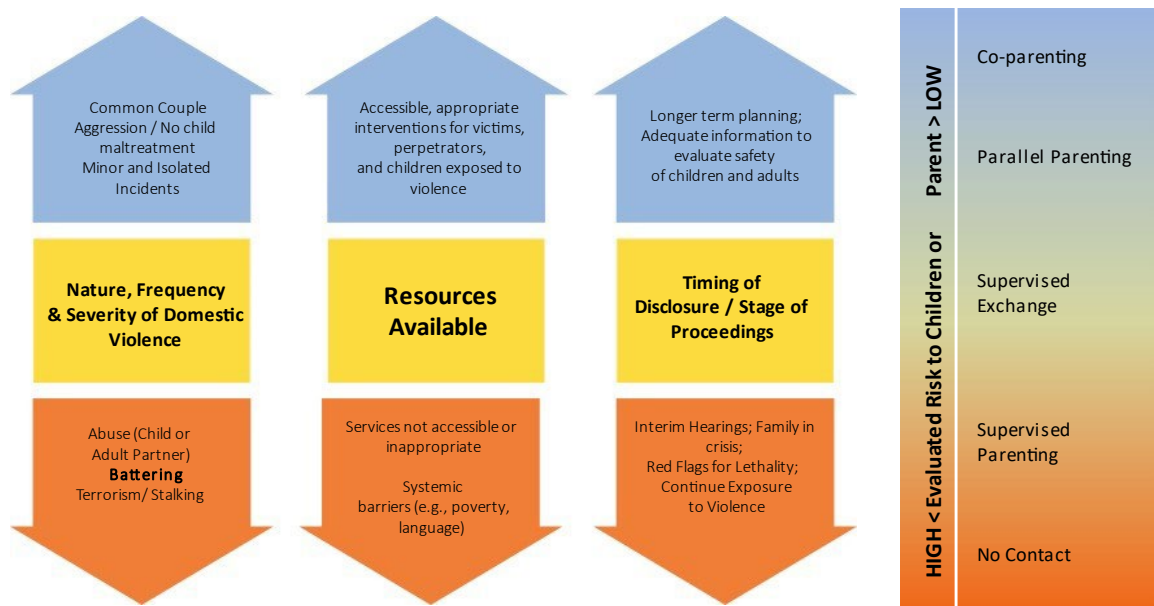 Common Couple
Aggression / No child
maltreatment
Minor and Isolated
Incidents
Nature, Frequency
& Severity of Domestic
Violence
Abuse (Child or
Adult Partner)
Battering
Terrorism/ Stalking
Accessible, appropriate
interventions for victims,
perpetrators,
and children exposed to
violence
Resources
Available
Services not accessible or
inappropriate
Systemic
barriers (e.g., poverty,
language)
Longer term planning;
Adequate information to
evaluate safety
of children and adults
Timing of
Disclosure / Stage of
Proceedings
Interim Hearings; Family in
crisis;
Red Flags for Lethality;
Continue Exposure
to Violence
HIGH < Evaluated Risk to Children or Parent > LOW
Co-parenting
Parallel Parenting
Supervised
Exchange
Supervised
Parenting
No Contact